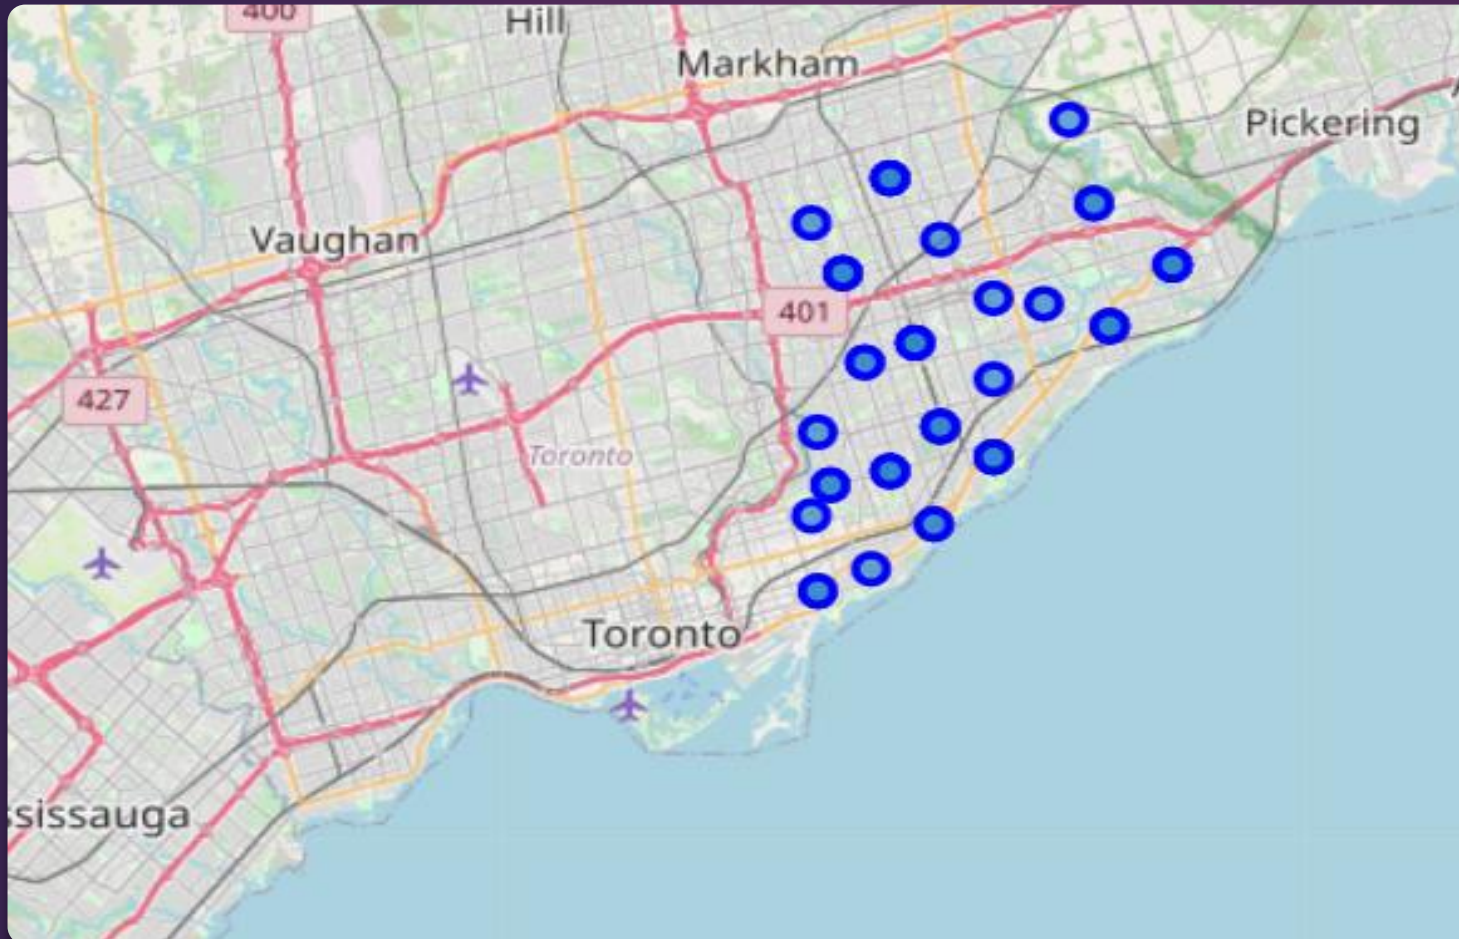 400
Hill
Markham
Pickering
Vaughan
401
427
Toronto
Toronto
ssissauga